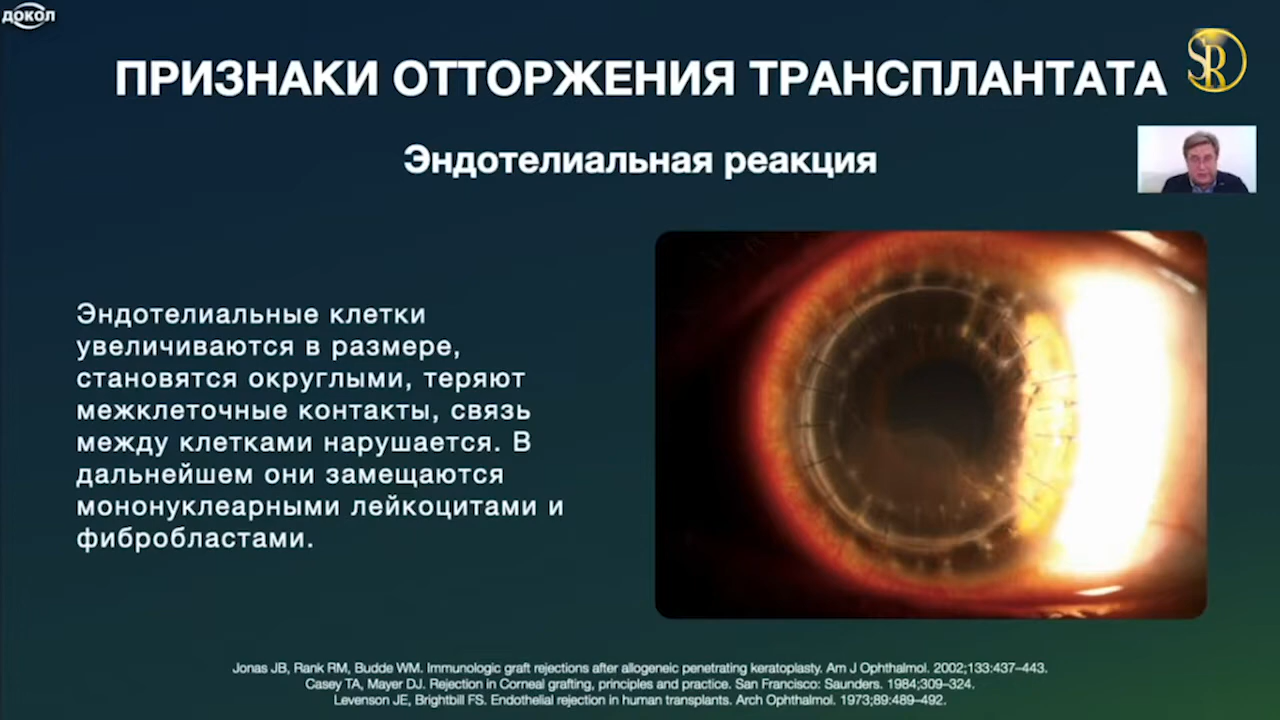 ДОКОЛ
SR
ПРИЗНАКИ ОТТОРЖЕНИЯ ТРАНСПЛАНТАТА
Эндотелиальная реакция
Эндотелиальные клетки
увеличиваются в размере,
становятся округлыми, теряют
межклеточные контакты, связь
между клетками нарушается. В
дальнейшем они замещаются
мононуклеарными лейкоцитами и
фибробластами.
Jonas JB, Rank RM, Budde WM. Immunologic graft rejections after allogeneic penetrating keratoplasty. Am J Ophthalmol. 2002;133:437–443.
Casey TA, Mayer DJ. Rejection in Corneal grafting, principles and practice. San Francisco: Saunders. 1984;309–324.
Levenson JE, Brightbill FS. Endothelial rejection in human transplants. Arch Ophthalmol. 1973;89:489–492.